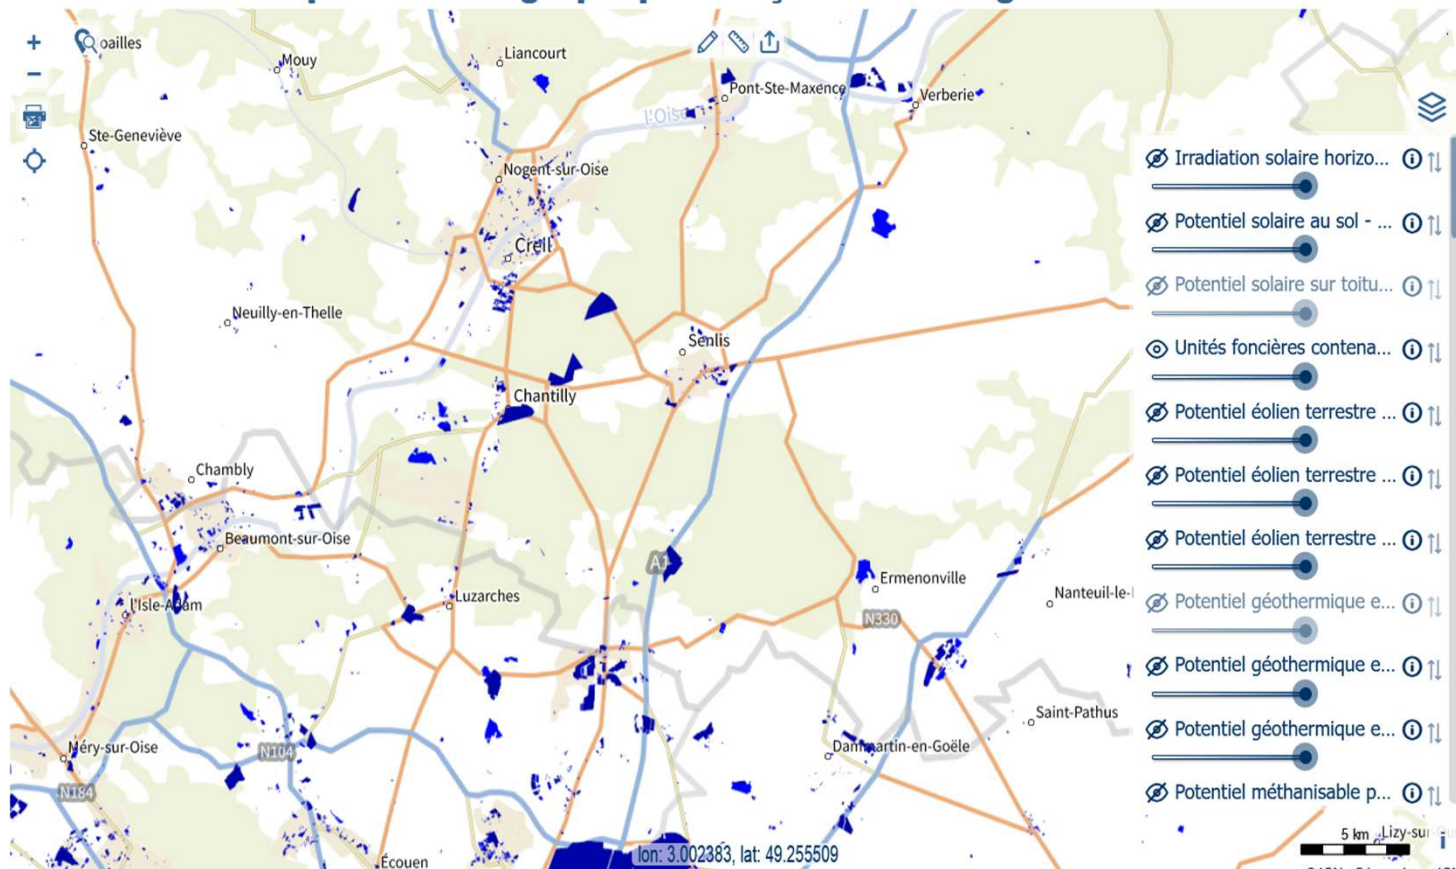 oailles
Mouy
Liancourt
Pont-Ste-Maxence
Verberie
l'Oise
Ste-Geneviève
Nogent-sur-Oise
Creil
Neuilly-en-Thelle
Senlis
Chantilly
Chambly
Beaumont-sur-Oise
A1
Ermenonville
Nanteuil-le-
l'Isle-Adam
Luzarches
N330
Saint-Pathus
Méry-sur-Oise
N104
Dammartin-en-Goële
N184
Écouen
lon: 3.002383, lat: 49.255509
Irradiation solaire horizo...
Potentiel solaire au sol - ...
Potentiel solaire sur toitu...
Unités foncières contena...
Potentiel éolien terrestre ...
Potentiel éolien terrestre ...
Potentiel éolien terrestre ...
Potentiel géothermique e...
Potentiel géothermique e...
Potentiel géothermique e...
Potentiel méthanisable p...
5 km
Lizy-sur